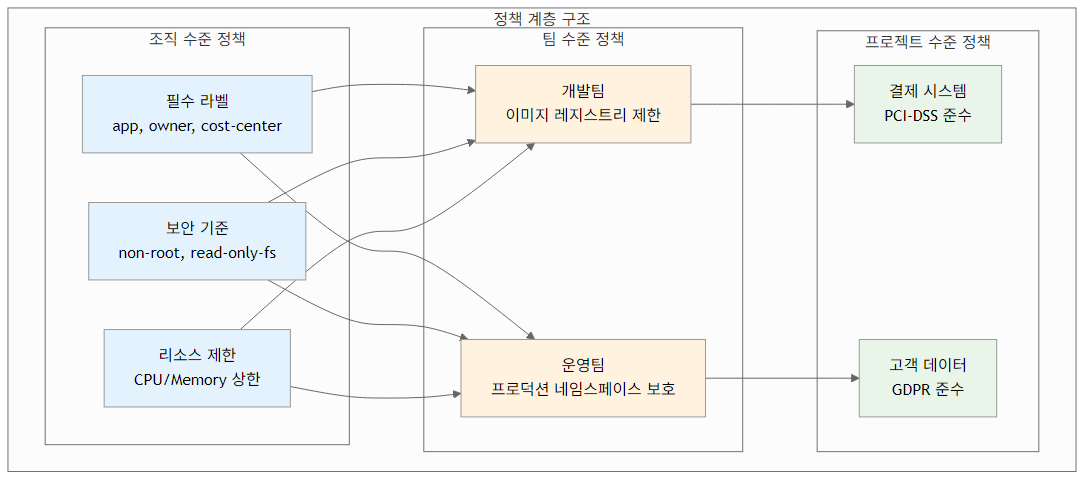 정책 계층 구조
조직 수준 정책
필수 라벨
app, owner, cost-center
보안 기준
non-root, read-only-fs
리소스 제한
CPU/Memory 상한
팀 수준 정책
개발팀
이미지 레지스트리 제한
운영팀
프로덕션 네임스페이스 보호
프로젝트 수준 정책
결제 시스템
PCI-DSS 준수
고객 데이터
GDPR 준수